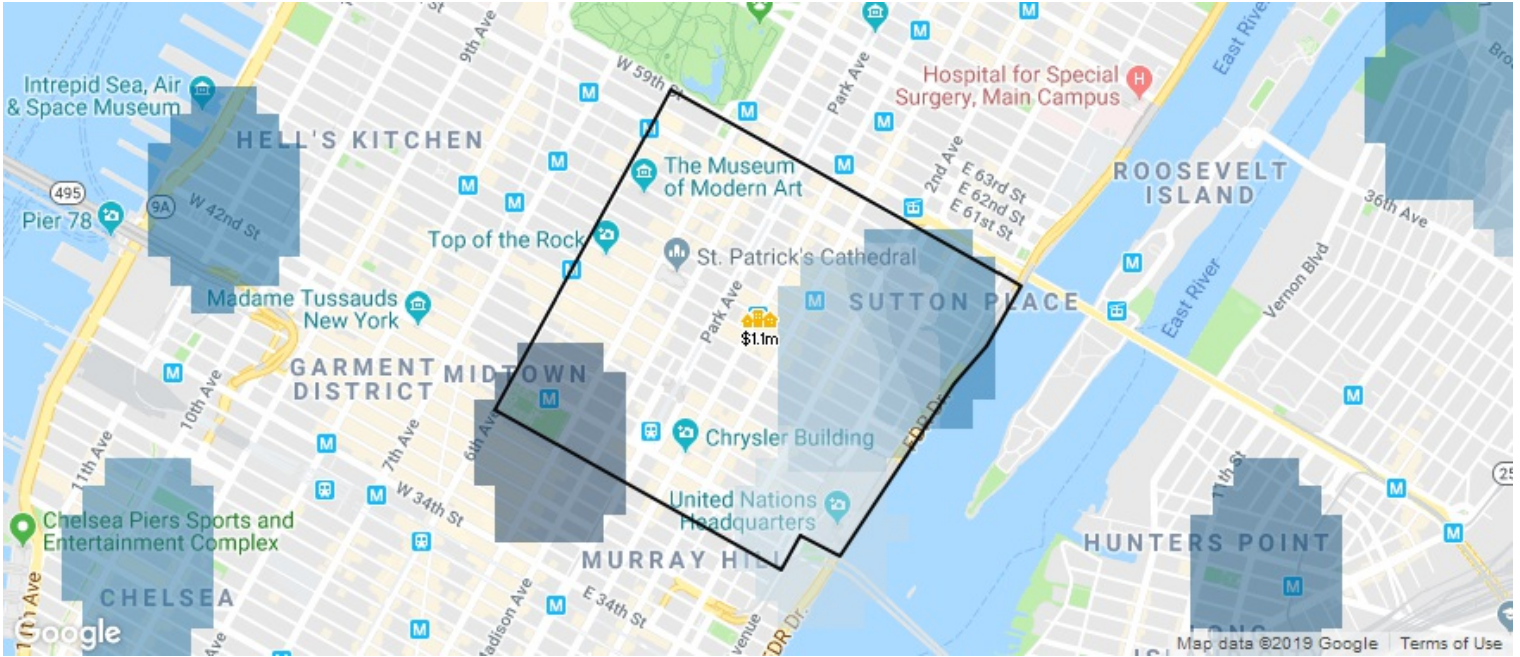 9th Ave
W 59th St
Park Ave
East River
Intrepid Sea, Air
& Space Museum
Hospital for Special
Surgery, Main Campus
H
HELL'S KITCHEN
The Museum
of Modern Art
2nd Ave
E 63rd St
E 62nd St
E 61st St
ROOSEVELT
ISLAND
36th Ave
495
9A
Pier 78
W 42nd St
Top of the Rock
St. Patrick's Cathedral
Madame Tussauds
New York
Park Ave
$1.1m
SUTTON PLACE
East River
Vernon Blvd
GARMENT
DISTRICT
MIDTOWN
10th Ave
11th Ave
7th Ave
6th Ave
Chrysler Building
FDR Dr.
11th St
W 34th St
United Nations
Headquarters
Chelsea Piers Sports and
Entertainment Complex
MURRAY HILL
HUNTERS POINT
CHELSEA
E 34th St
11th Ave
Madison Ave
FDR Dr.
Google
LONG
Map data ©2019 Google
Terms of Use